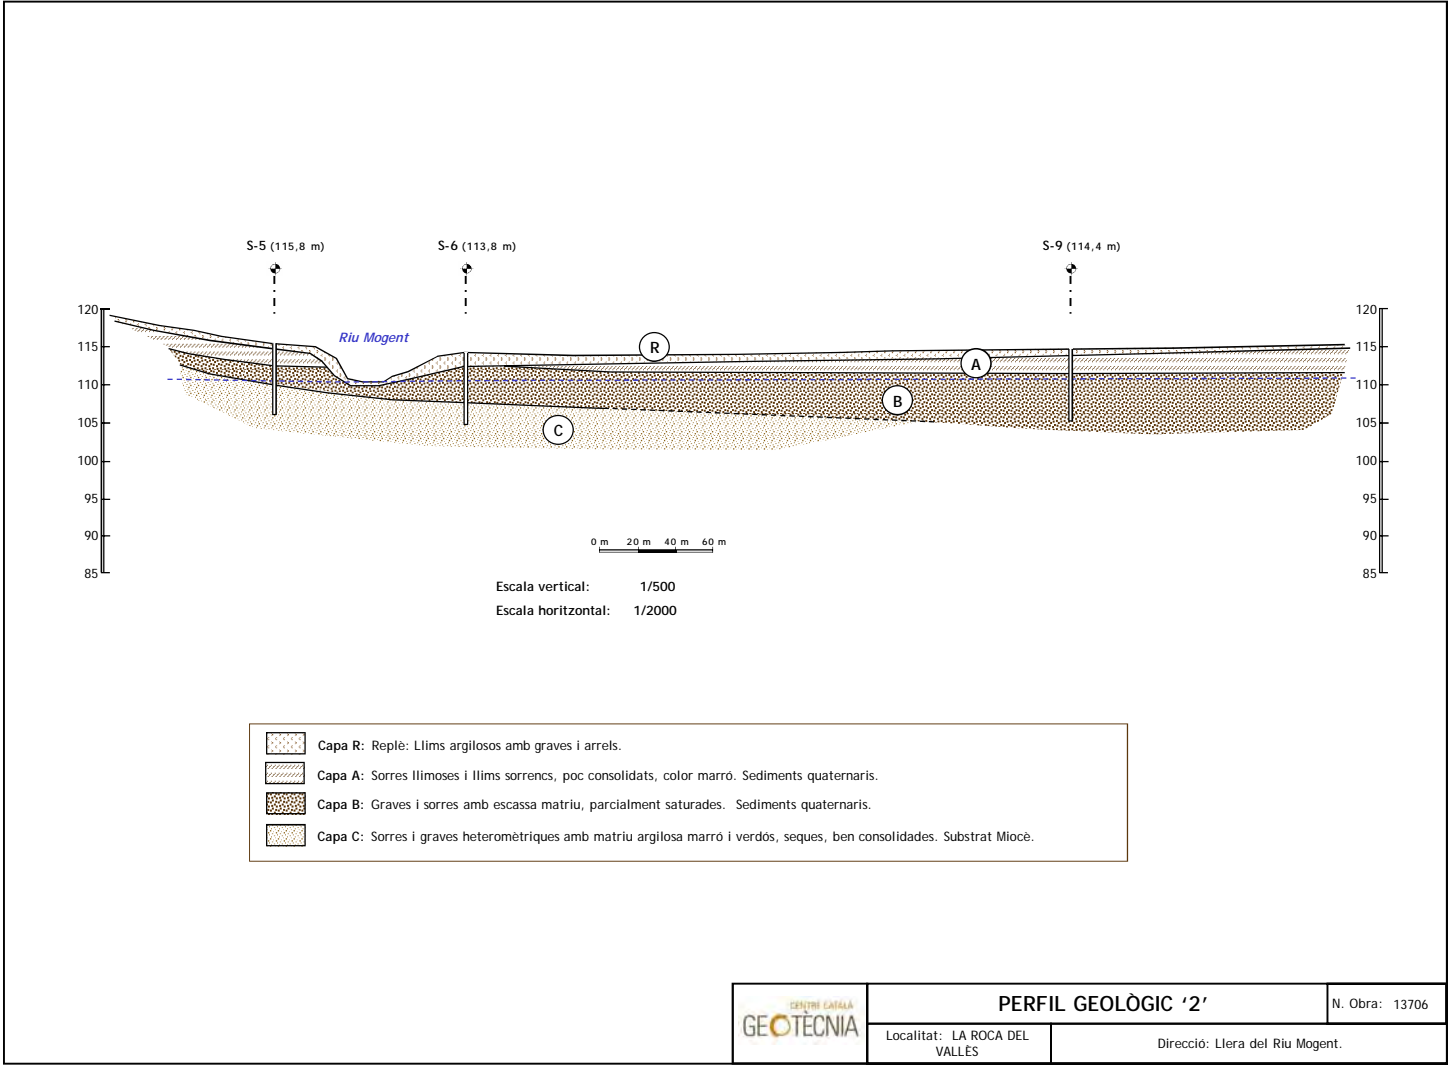 S-5 (115,8 m)
S-6 (113,8 m)
S-9 (114,4 m)
Riu Mogent
120
115
110
105
100
95
90
85
R
A
B
C
120
115
110
105
100
95
90
85
0 m 20 m 40 m 60 m
Escala vertical: 1/500
Escala horitzontal: 1/2000
Capa R: Replè: Llims argilosos amb graves i arrels.
Capa A: Sorres llimoses i llims sorrencs, poc consolidats, color marró. Sediments quaternaris.
Capa B: Graves i sorres amb escassa matriu, parcialment saturades. Sediments quaternaris.
Capa C: Sorres i graves heteromètriques amb matriu argilosa marró i verdós, seques, ben consolidades. Substrat Miocè.
CENTRE CATALÀ
GEOTÈCNIA
PERFIL GEOLÒGIC ‘2’
N. Obra: 13706
Localitat: LA ROCA DEL
VALLÈS
Direcció: Llera del Riu Mogent.